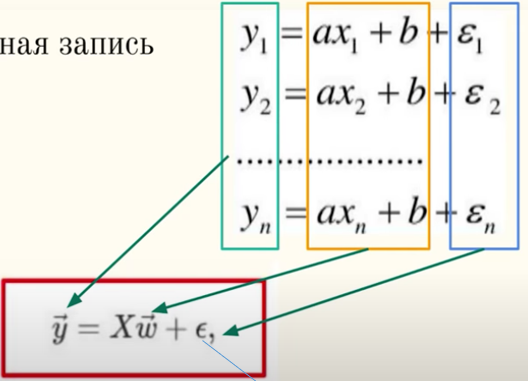 ная запись
y₁ = ax₁ + b + ε₁
y₂ = ax₂ + b + ε₂
........................
yₙ = axₙ + b + εₙ
y⃗ = Xw⃗ + ϵ,